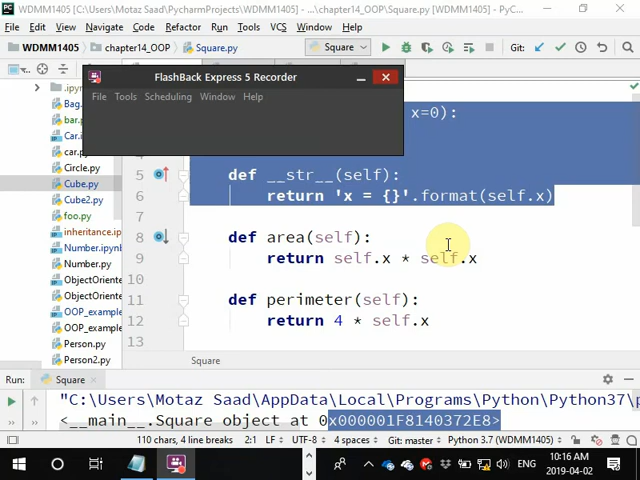 File Edit View Navigate Code Refactor Run Tools VCS Window Help WDMM1405 [C:\Users\Motaz Saad\PycharmProjects\WDMM1405] - ...\chapter14_OOP\Square.py - PyC
WDMM1405 chapter14_OOP Square.py Square Git:
FlashBack Express 5 Recorder
File Tools Scheduling Window Help
.ipyn
Bag.
bar.
Car.i
car.py
Circle.py
Cube.py
Cube2.py
foo.py
inheritance.ip
Number.ipynb
Number.py
ObjectOriente
ObjectOriente
OOP_example
OOP_example
Person.py
Person2.py
x=0):
4
5 def __str__(self):
6 return 'x = {}'.format(self.x)
7
8 def area(self):
9 return self.x * self.x
10
11 def perimeter(self):
12 return 4 * self.x
13
Square
Run: Square
"C:\Users\Motaz Saad\AppData\Local\Programs\Python\Python37\p
<__main__.Square object at 0x000001F8140372E8>
110 chars, 4 line breaks 2:1 LF UTF-8 4 spaces Git: master Python 3.7 (WDMM1405)
ENG
10:16 AM
2019-04-02